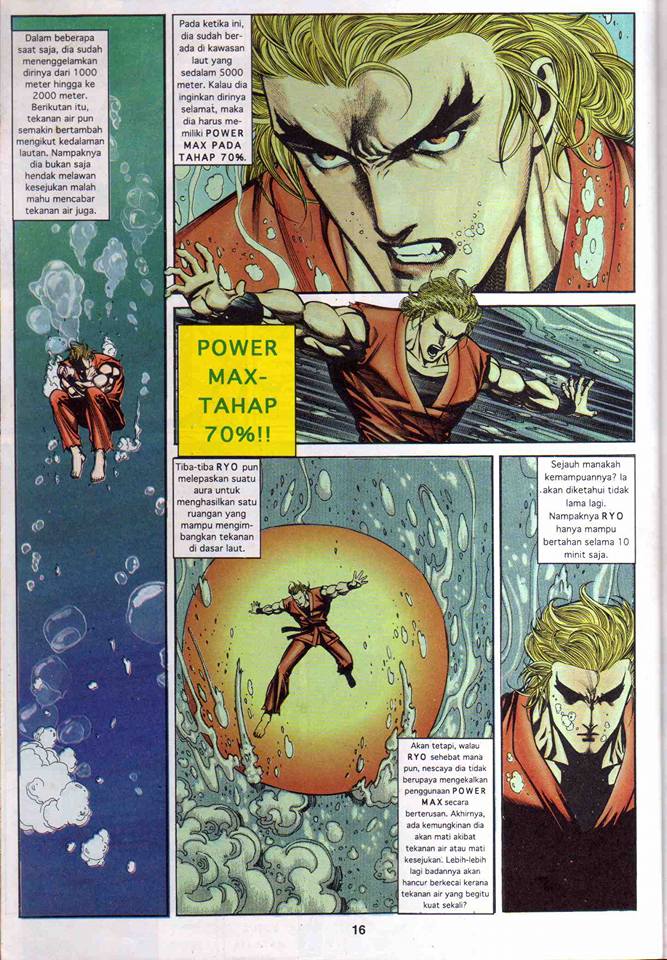 Dalam beberapa
saat saja, dia sudah
menenggelamkan
dirinya dari 1000
meter hingga ke
2000 meter.
Berikutan itu,
tekanan air pun
semakin bertambah
mengikut kedalaman
lautan. Nampaknya
dia bukan saja
hendak melawan
kesejukan malah
mahu mencabar
tekanan air juga.
Pada ketika ini,
dia sudah ber-
ada di kawasan
laut yang
sedalam 5000
meter. Kalau dia
inginkan dirinya
selamat, maka
dia harus me-
miliki POWER
MAX PADA
TAHAP 70%.
POWER
MAX-
TAHAP
70%!!
Tiba-tiba RYO pun
melepaskan suatu
aura untuk
menghasilkan satu
ruangan yang
mampu mengim-
bangkan tekanan
di dasar laut.
Akan tetapi, walau
RYO sehebat mana
pun, nescaya dia tidak
berupaya mengekalkan
penggunaan POWER
MAX secara
berterusan. Akhirnya,
ada kemungkinan dia
akan mati akibat
tekanan air atau mati
kesejukan. Lebih-lebih
lagi badannya akan
hancur berkecai kerana
tekanan air yang begitu
kuat sekali?
Sejauh manakah
kemampuannya? Ia
akan diketahui tidak
lama lagi.
Nampaknya RYO
hanya mampu
bertahan selama 10
minit saja.
16